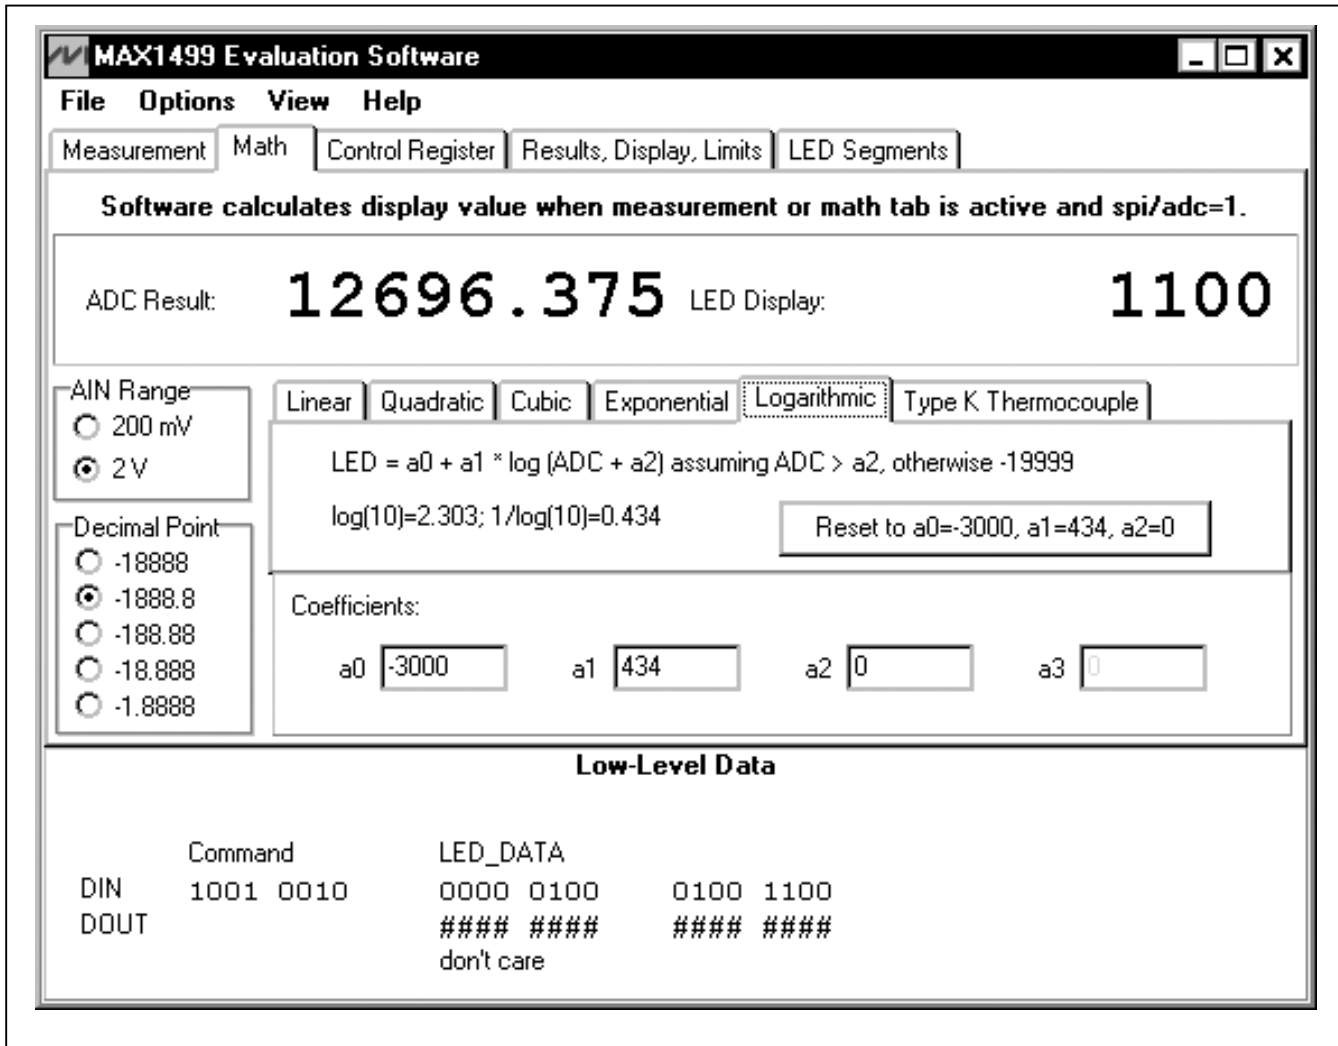 MAX1499 Evaluation Software
File Options View Help
Measurement Math Control Register Results, Display, Limits LED Segments
Software calculates display value when measurement or math tab is active and spi/adc=1.
ADC Result: 12696.375 LED Display: 1100
AIN Range
200 mV
2 V
Decimal Point
-18888
-1888.8
-188.88
-18.888
-1.8888
Linear Quadratic Cubic Exponential Logarithmic Type K Thermocouple
LED = a0 + a1 * log (ADC + a2) assuming ADC > a2, otherwise -19999
log(10)=2.303; 1/log(10)=0.434
Reset to a0=-3000, a1=434, a2=0
Coefficients:
a0 -3000 a1 434 a2 0 a3 0
Low-Level Data
Command LED_DATA
DIN 1001 0010 0000 0100 0100 1100
DOUT #### #### #### ####
don't care